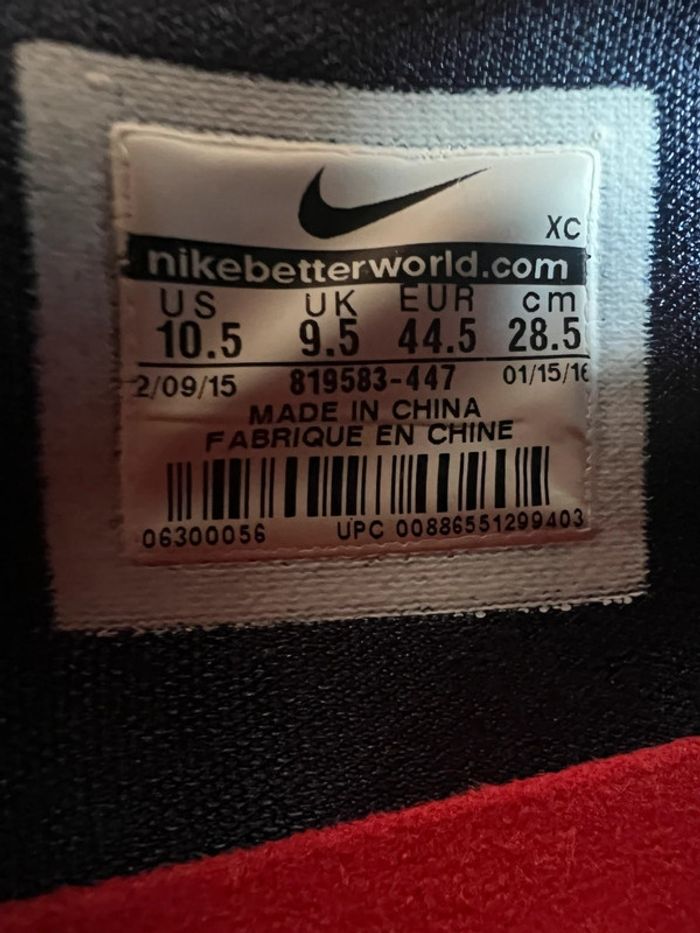 XC
nikebetterworld.com
US UK EUR cm
10.5 9.5 44.5 28.5
2/09/15 819583-447 01/15/16
MADE IN CHINA
FABRIQUE EN CHINE
06300056 UPC 00886551299403